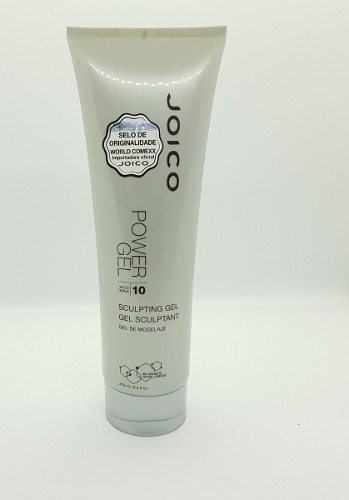 JOICO
SELO DE
ORIGINALIDADE
WORLD COMEXX
Importadora oficial
JOICO
POWER
GEL
10
SCULPTING GEL
GEL SCULPTANT
GEL DE MODELAJE